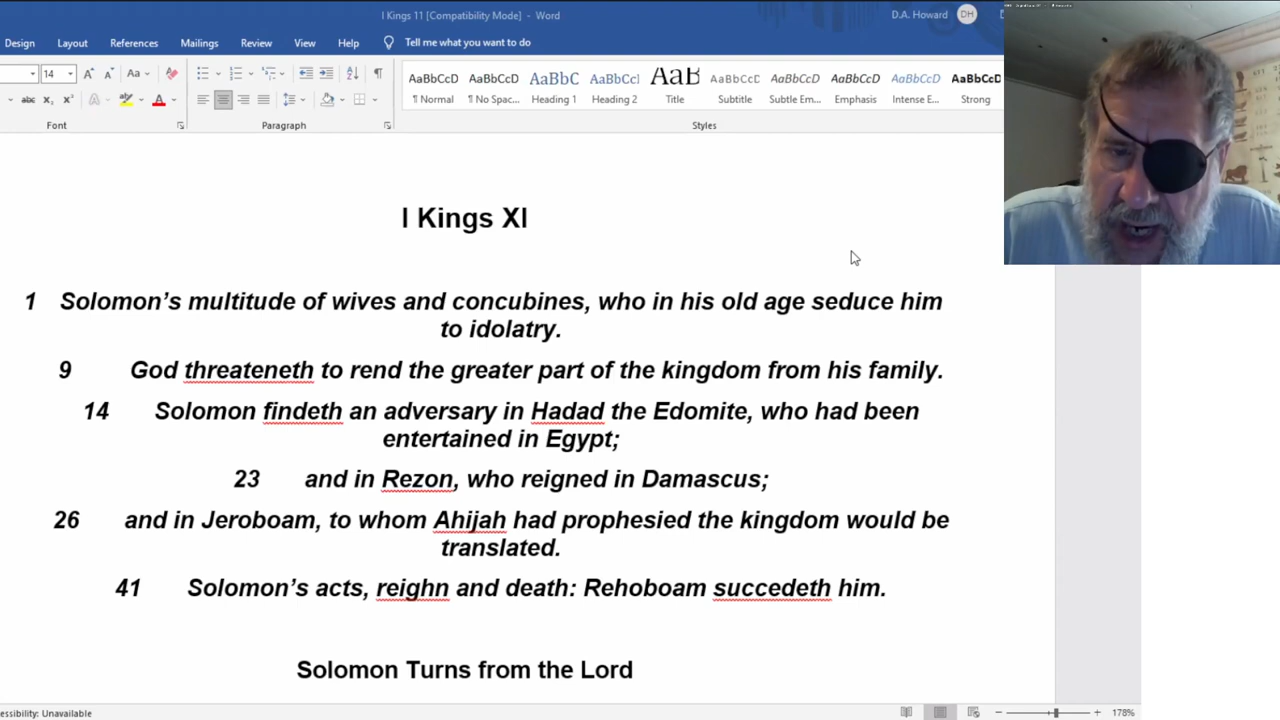 I Kings 11 [Compatibility Mode] - Word
D.A. Howard DH
Design Layout References Mailings Review View Help Tell me what you want to do
14 Aa
AaBbCcD AaBbCcD AaBbC AaBbCcI AaB AaBbCcD AaBbCcD AaBbCcD AaBbCcD AaBbCcD
¶ Normal ¶ No Spac... Heading 1 Heading 2 Title Subtitle Subtle Em... Emphasis Intense E... Strong
Font Paragraph Styles
I Kings XI
1 Solomon’s multitude of wives and concubines, who in his old age seduce him
to idolatry.
9 God threateneth to rend the greater part of the kingdom from his family.
14 Solomon findeth an adversary in Hadad the Edomite, who had been
entertained in Egypt;
23 and in Rezon, who reigned in Damascus;
26 and in Jeroboam, to whom Ahijah had prophesied the kingdom would be
translated.
41 Solomon’s acts, reighn and death: Rehoboam succedeth him.
Solomon Turns from the Lord
essibility: Unavailable
178%